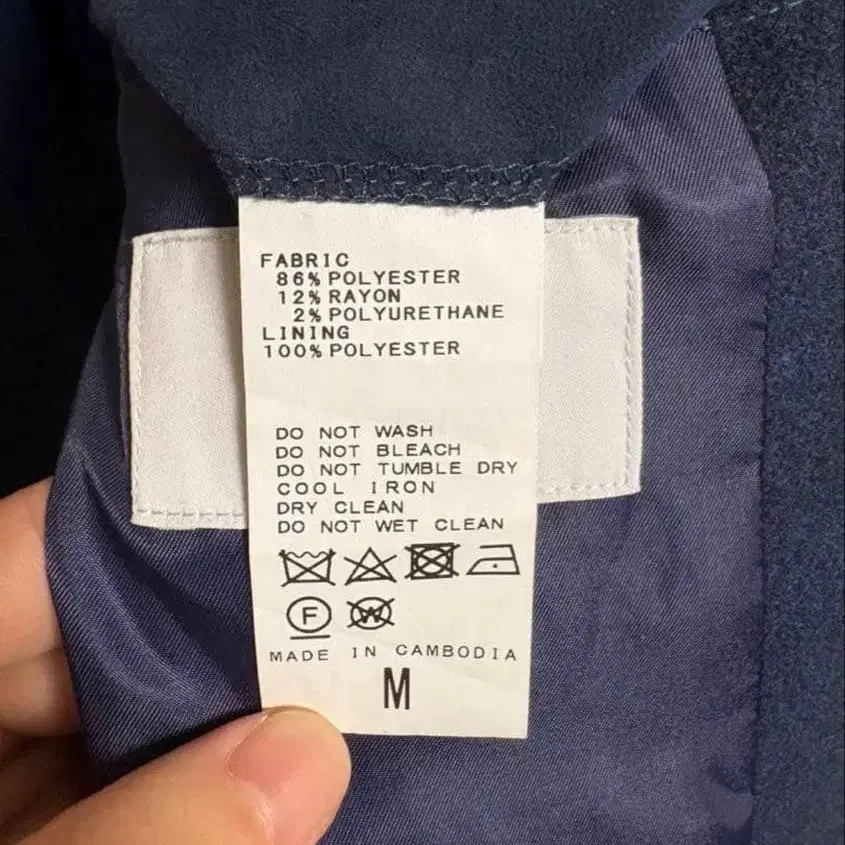 FABRIC
86% POLYESTER
12% RAYON
2% POLYURETHANE
LINING
100% POLYESTER
DO NOT WASH
DO NOT BLEACH
DO NOT TUMBLE DRY
COOL IRON
DRY CLEAN
DO NOT WET CLEAN
F W
MADE IN CAMBODIA
M